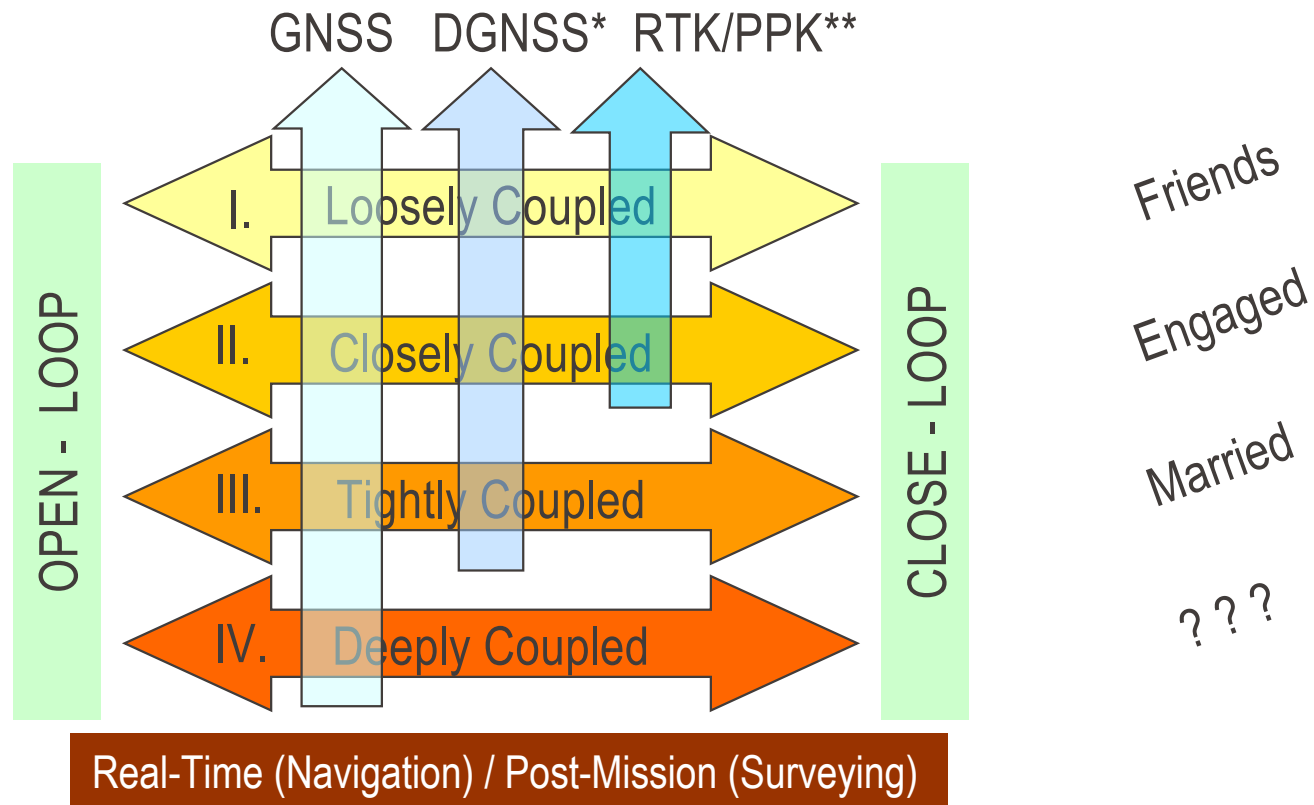 GNSS DGNSS* RTK/PPK**
OPEN - LOOP
I. Loosely Coupled
II. Closely Coupled
III. Tightly Coupled
IV. Deeply Coupled
CLOSE - LOOP
Friends
Engaged
Married
? ? ?
Real-Time (Navigation) / Post-Mission (Surveying)